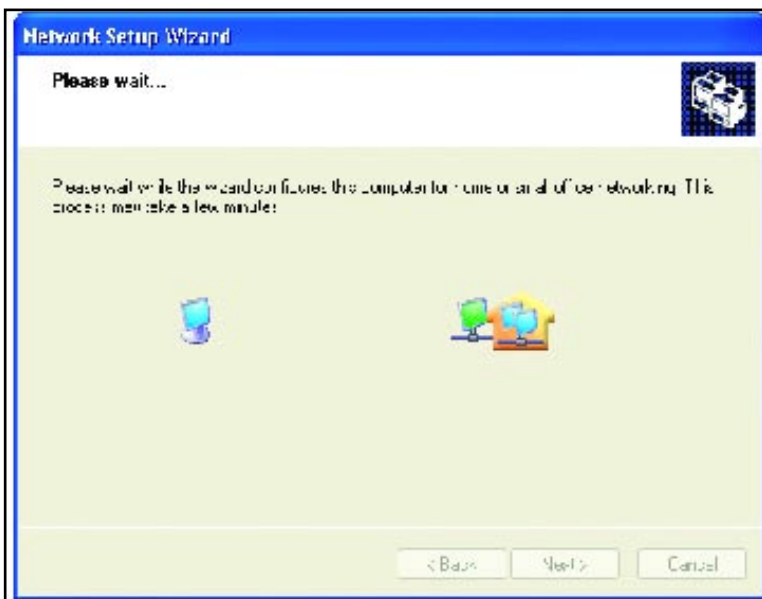 Network Setup Wizard
Please wait...
Please wait while the wizard configures this computer for home or small office networking. This
process may take a few minutes.
< Back
Next >
Cancel